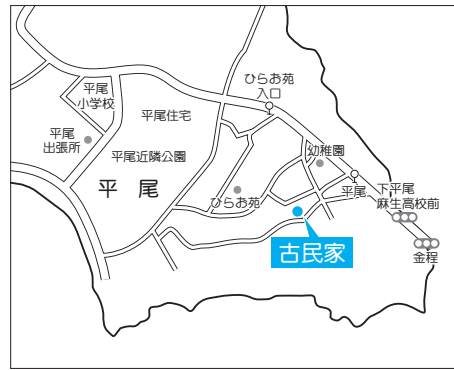 ひらお苑
入口
平尾
小学校
平尾住宅
平尾
出張所
平尾近隣公園
幼稚園
平尾
ひらお苑
平尾
下平尾
麻生高校前
古民家
金程